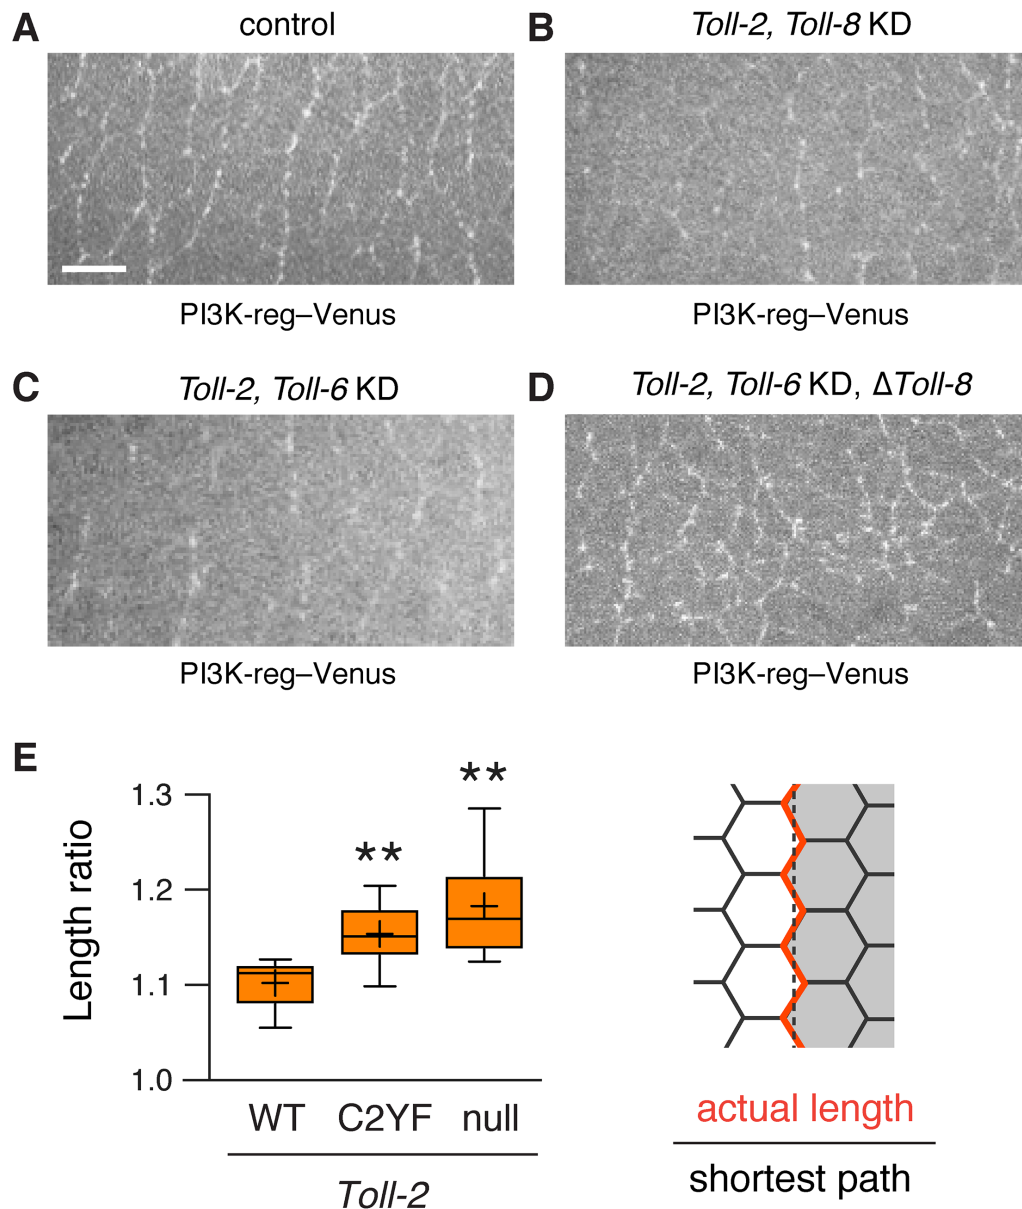 A
control
B
Toll-2, Toll-8 KD
PI3K-reg–Venus
PI3K-reg–Venus
C
Toll-2, Toll-6 KD
D
Toll-2, Toll-6 KD, ΔToll-8
PI3K-reg–Venus
PI3K-reg–Venus
E
Length ratio
1.3
1.2
1.1
1.0
**
**
WT
C2YF
null
Toll-2
actual length
shortest path